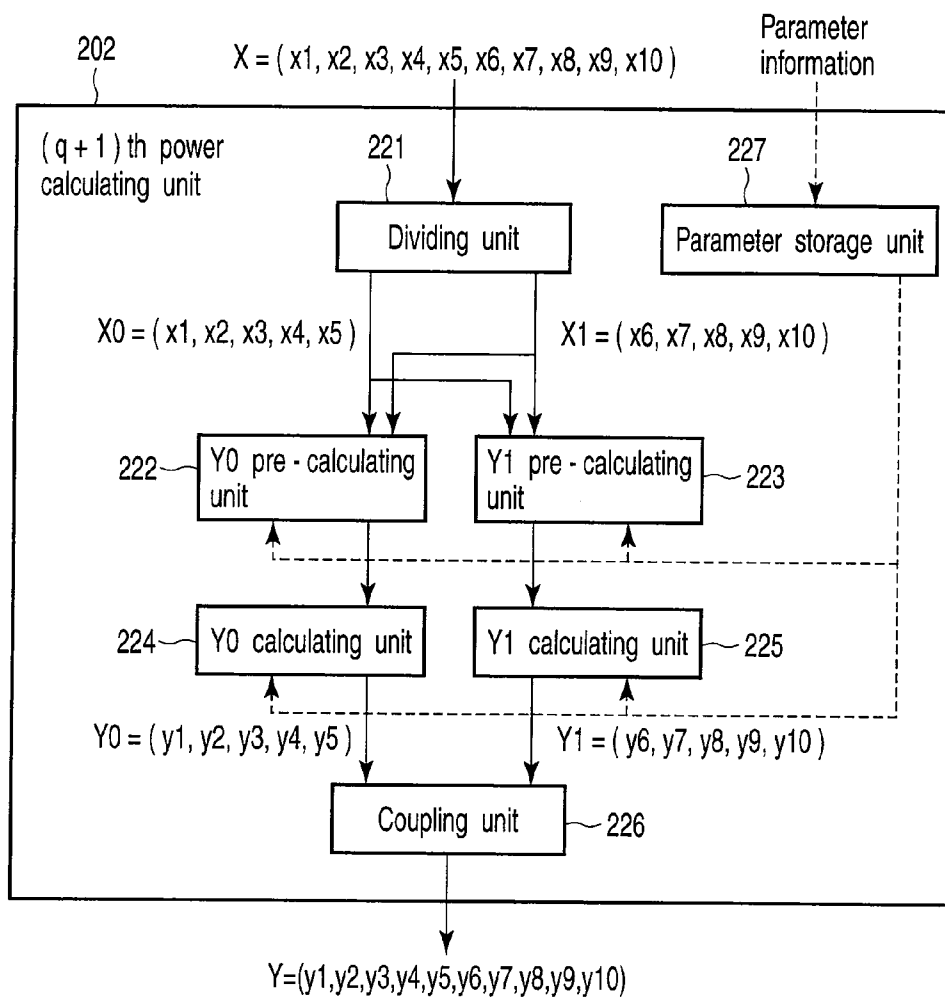 202
X = ( x1, x2, x3, x4, x5, x6, x7, x8, x9, x10 )
Parameter
information
( q + 1 ) th power
calculating unit
221
227
Dividing unit
Parameter storage unit
X0 = ( x1, x2, x3, x4, x5 )
X1 = ( x6, x7, x8, x9, x10 )
222
Y0 pre - calculating
unit
Y1 pre - calculating
unit
223
224
Y0 calculating unit
Y1 calculating unit
225
Y0 = ( y1, y2, y3, y4, y5 )
Y1 = ( y6, y7, y8, y9, y10 )
Coupling unit
226
Y=(y1,y2,y3,y4,y5,y6,y7,y8,y9,y10)